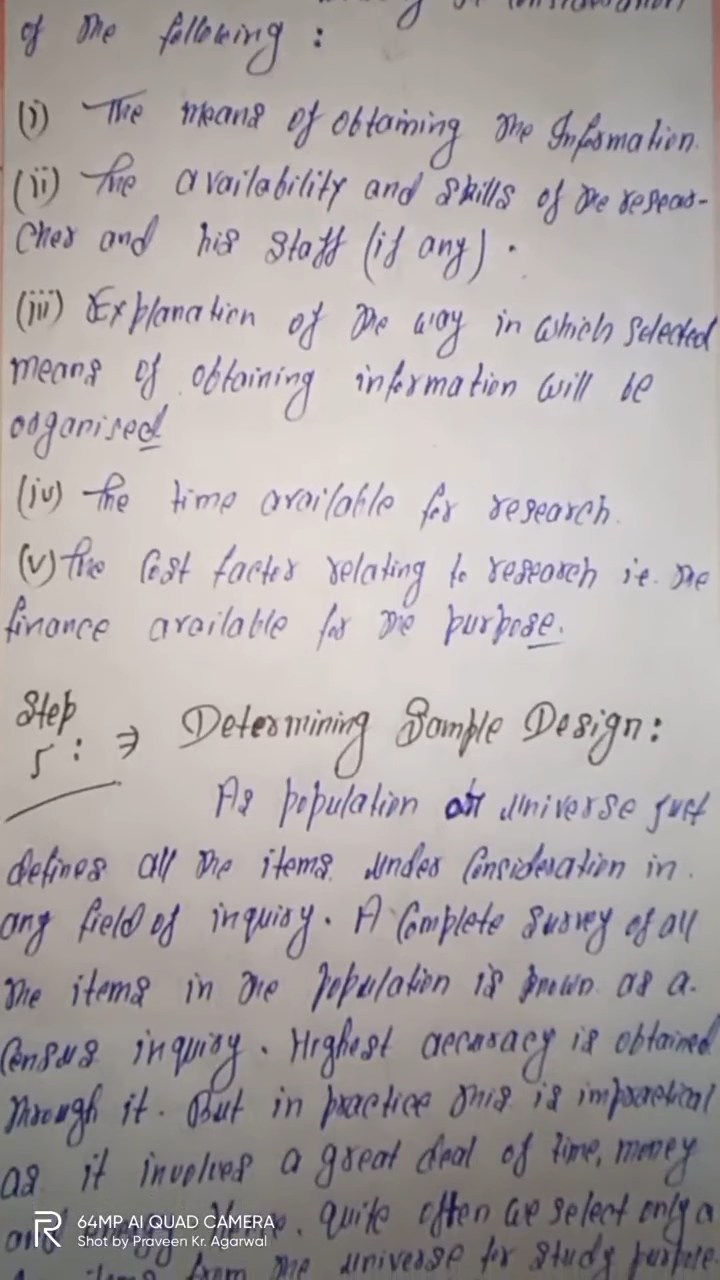 of the following :
(i) The means of obtaining the Information.
(ii) The availability and skills of the resear-
cher and his staff (if any) .
(iii) Explanation of the way in which selected
means of obtaining information will be
organised
(iv) The time available for research.
(v) The Cost factor relating to research i.e. the
finance available for the purpose.
Step 5 : ⇒ Determining Sample Design :
As population or universe just
defines all the items under Consideration in
any field of inquiry. A Complete Survey of all
the items in the population is known as a
Census inquiry. Highest accuracy is obtained
through it. But in practice this is impractical
as it involves a great deal of time, money
and . quite often we select only a
items from the universe for study purpose
64MP AI QUAD CAMERA
Shot by Praveen Kr. Agarwal